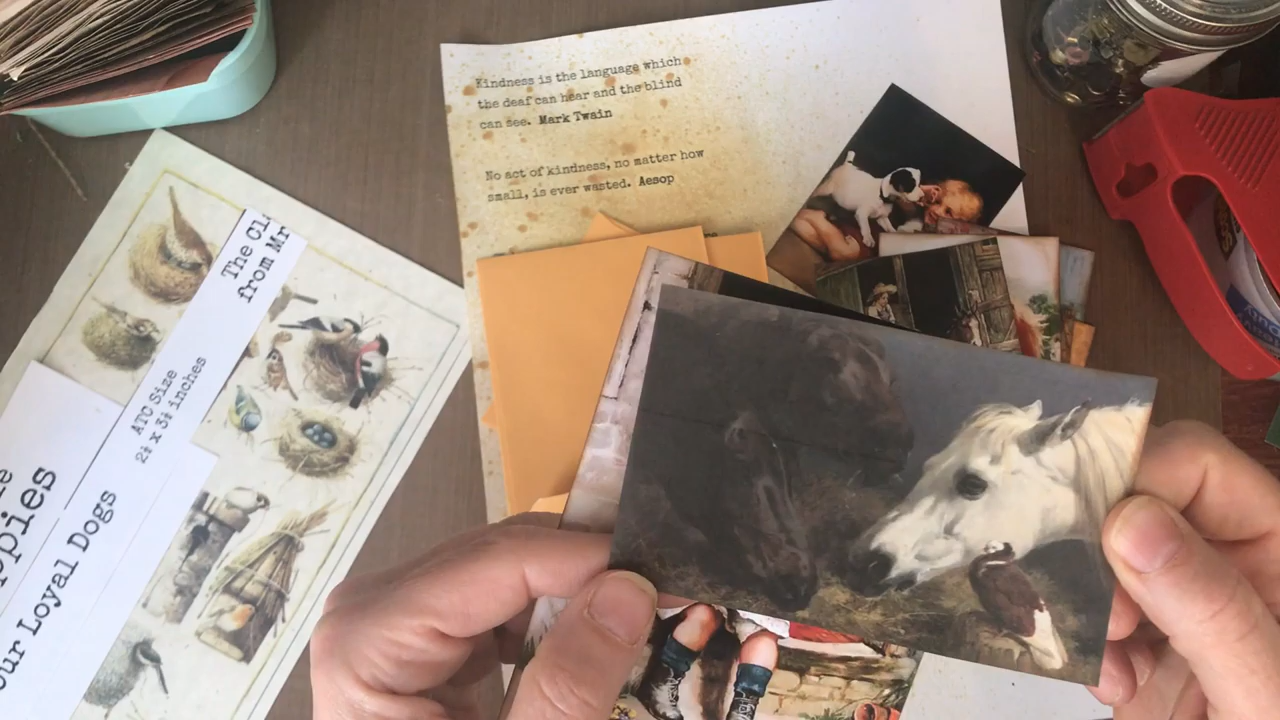 Kindness is the language which
the deaf can hear and the blind
can see. Mark Twain
No act of kindness, no matter how
small, is ever wasted. Aesop
The Cl
from Mr
ATC Size
2½ x 3½ inches
ppies
our Loyal Dogs